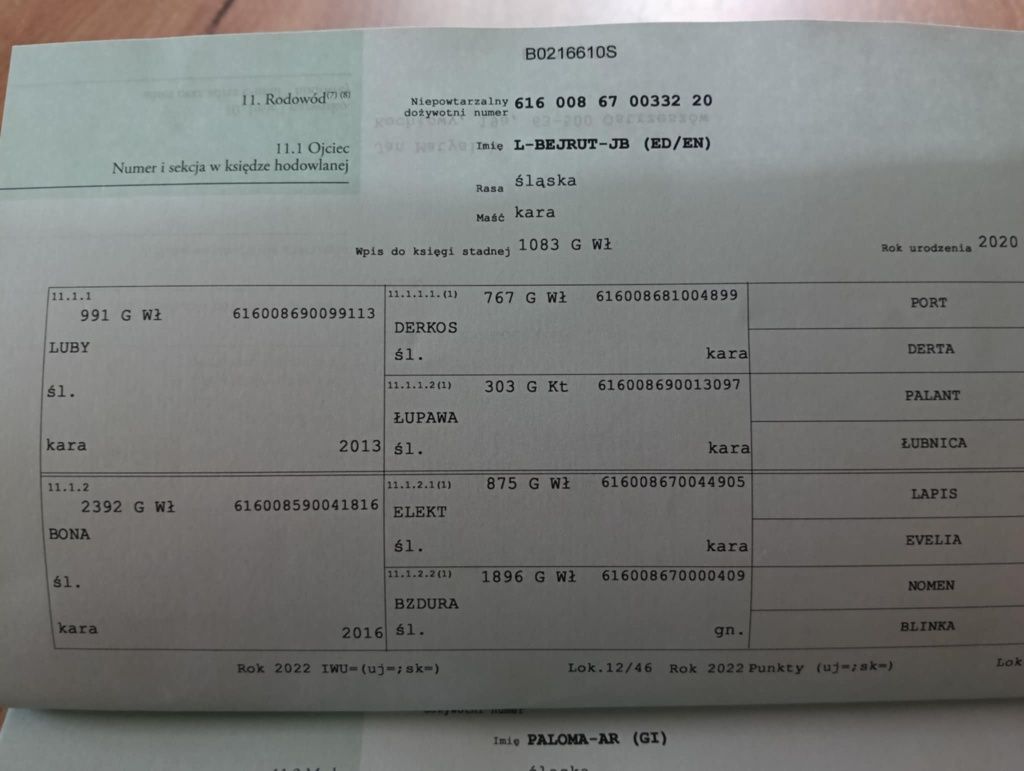 B0216610S
11. Rodowód(7) (8)
Niepowtarzalny dożywotni numer 616 008 67 00332 20
11.1 Ojciec
Numer i sekcja w księdze hodowlanej
Imię L-BEJRUT-JB (ED/EN)
Rasa śląska
Maść kara
Wpis do księgi stadnej 1083 G Wł
Rok urodzenia 2020
11.1.1
991 G Wł 616008690099113
LUBY
śl.
kara 2013
11.1.1.1.(1) 767 G Wł 616008681004899
DERKOS
śl. kara
PORT
DERTA
11.1.1.2(1) 303 G Kt 616008690013097
ŁUPAWA
śl. kara
PALANT
ŁUBNICA
11.1.2
2392 G Wł 616008590041816
BONA
śl.
kara 2016
11.1.2.1(1) 875 G Wł 616008670044905
ELEKT
śl. kara
LAPIS
EVELIA
11.1.2.2(1) 1896 G Wł 616008670000409
BZDURA
śl. gn.
NOMEN
BLINKA
Rok 2022 IWU=(uj=;sk=) Lok.12/46 Rok 2022 Punkty (uj=;sk=) Lok
dożywotni numer
Imię PALOMA-AR (GI)
śląska